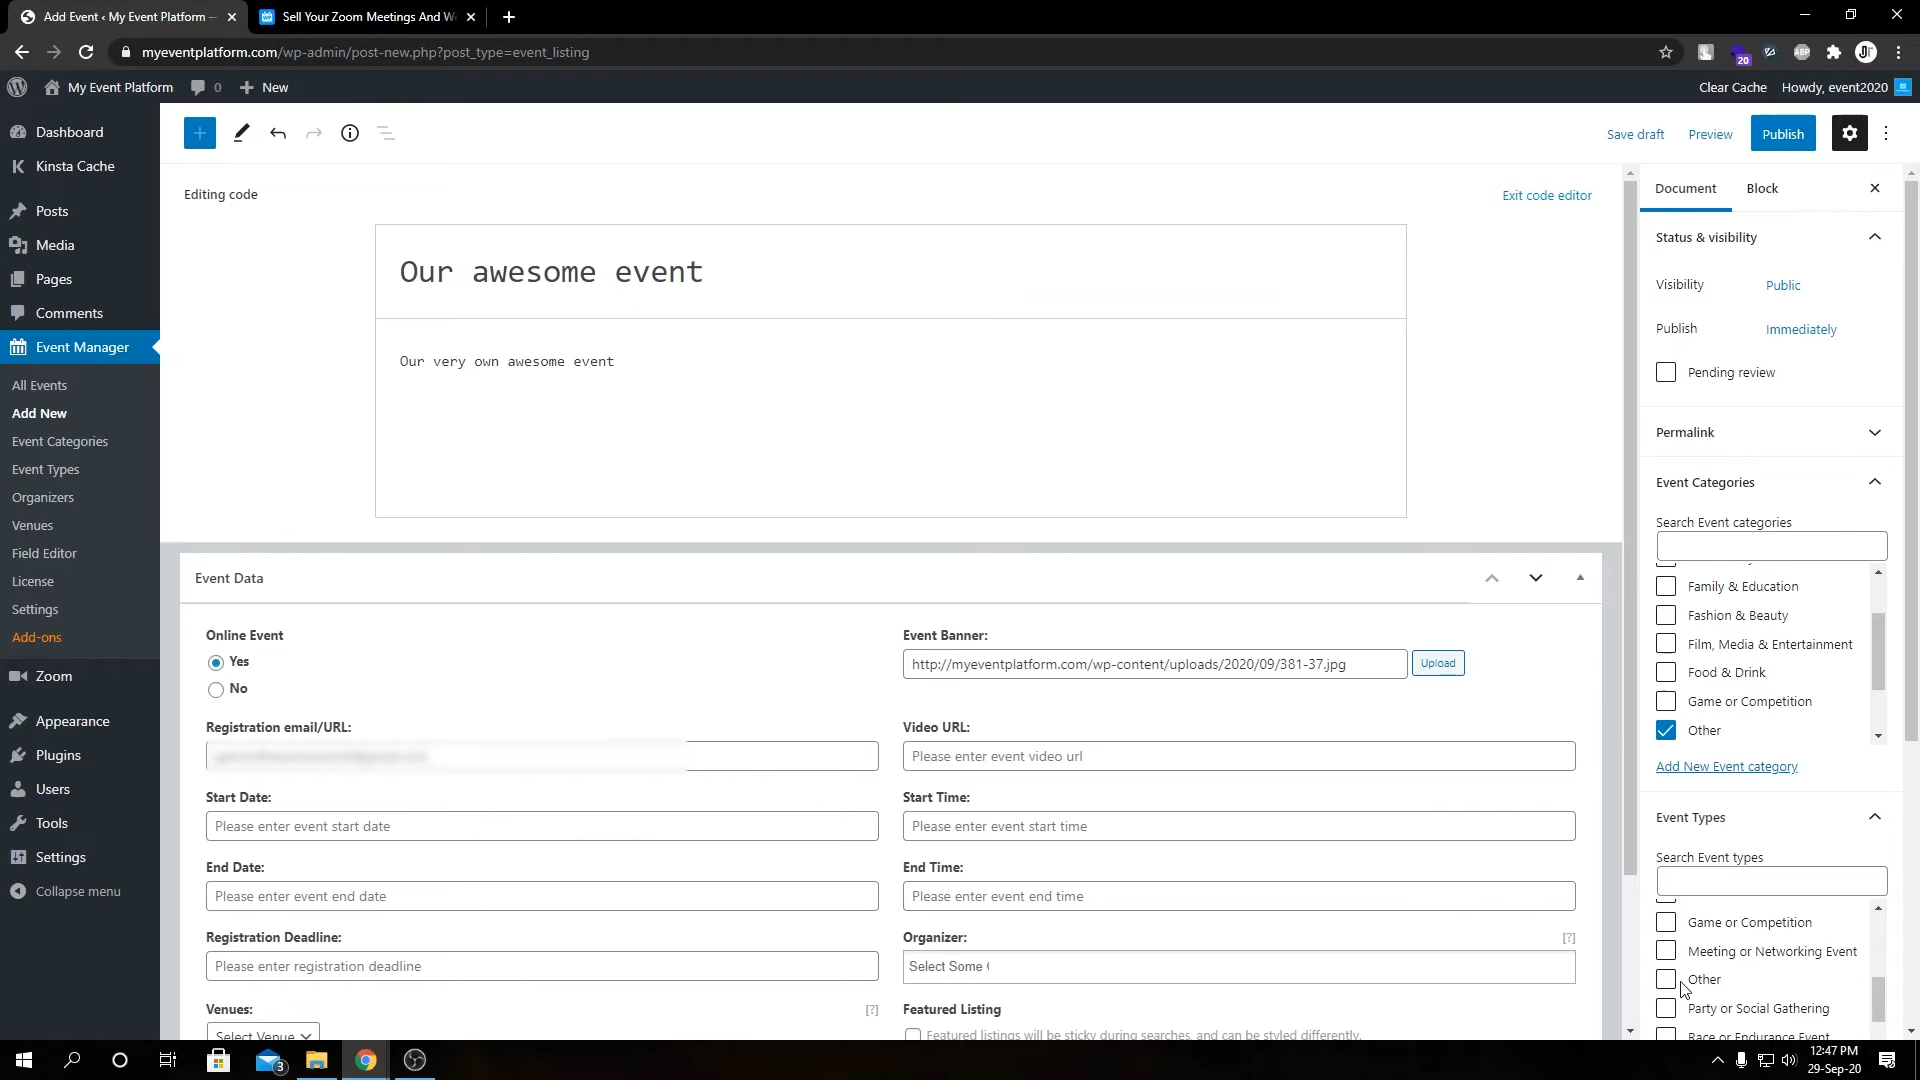 Add Event ‹ My Event Platform —
Sell Your Zoom Meetings And We
myeventplatform.com/wp-admin/post-new.php?post_type=event_listing
20
ABP
My Event Platform
0
New
Clear Cache
Howdy, event2020
Dashboard
Kinsta Cache
Posts
Media
Pages
Comments
Event Manager
All Events
Add New
Event Categories
Event Types
Organizers
Venues
Field Editor
License
Settings
Add-ons
Zoom
Appearance
Plugins
Users
Tools
Settings
Collapse menu
Save draft
Preview
Publish
Editing code
Exit code editor
Our awesome event
Our very own awesome event
Event Data
Online Event
Yes
No
Event Banner:
http://myeventplatform.com/wp-content/uploads/2020/09/381-37.jpg
Upload
Registration email/URL:
Video URL:
Please enter event video url
Start Date:
Please enter event start date
Start Time:
Please enter event start time
End Date:
Please enter event end date
End Time:
Please enter event end time
Registration Deadline:
Please enter registration deadline
Organizer:
[?]
Select Some
Venues:
[?]
Select Venue
Featured Listing
Featured listings will be sticky during searches, and can be styled differently.
Document
Block
Status & visibility
Visibility
Public
Publish
Immediately
Pending review
Permalink
Event Categories
Search Event categories
Family & Education
Fashion & Beauty
Film, Media & Entertainment
Food & Drink
Game or Competition
Other
Add New Event category
Event Types
Search Event types
Game or Competition
Meeting or Networking Event
Other
Party or Social Gathering
Race or Endurance Event
3
12:47 PM
29-Sep-20